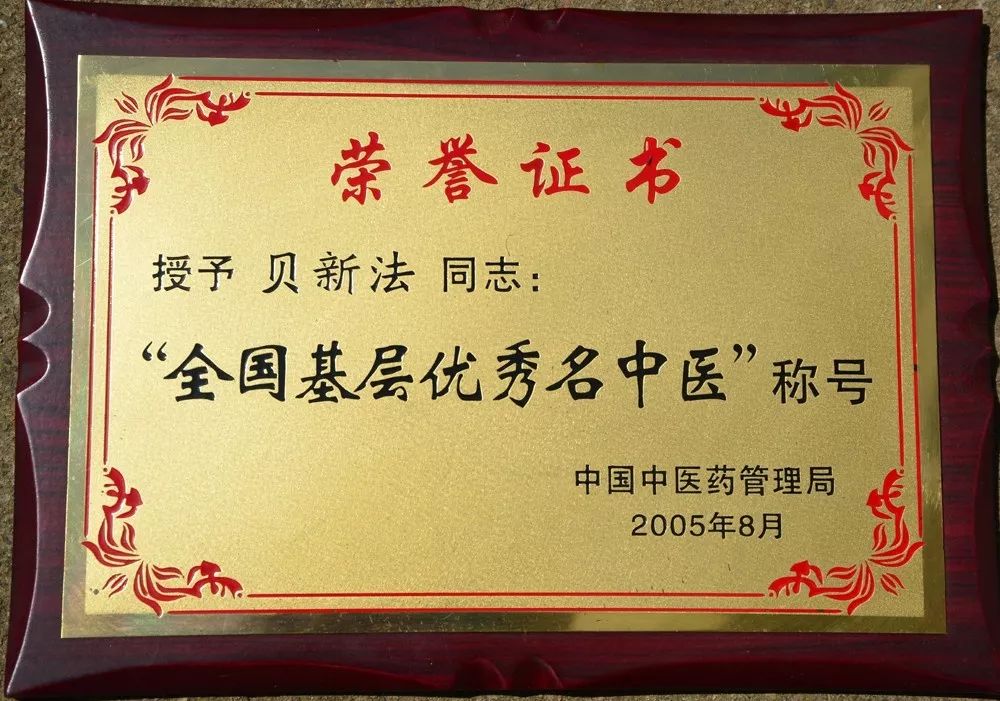 荣誉证书
授予 贝新法 同志：
“全国基层优秀名中医”称号
中国中医药管理局
2005年8月